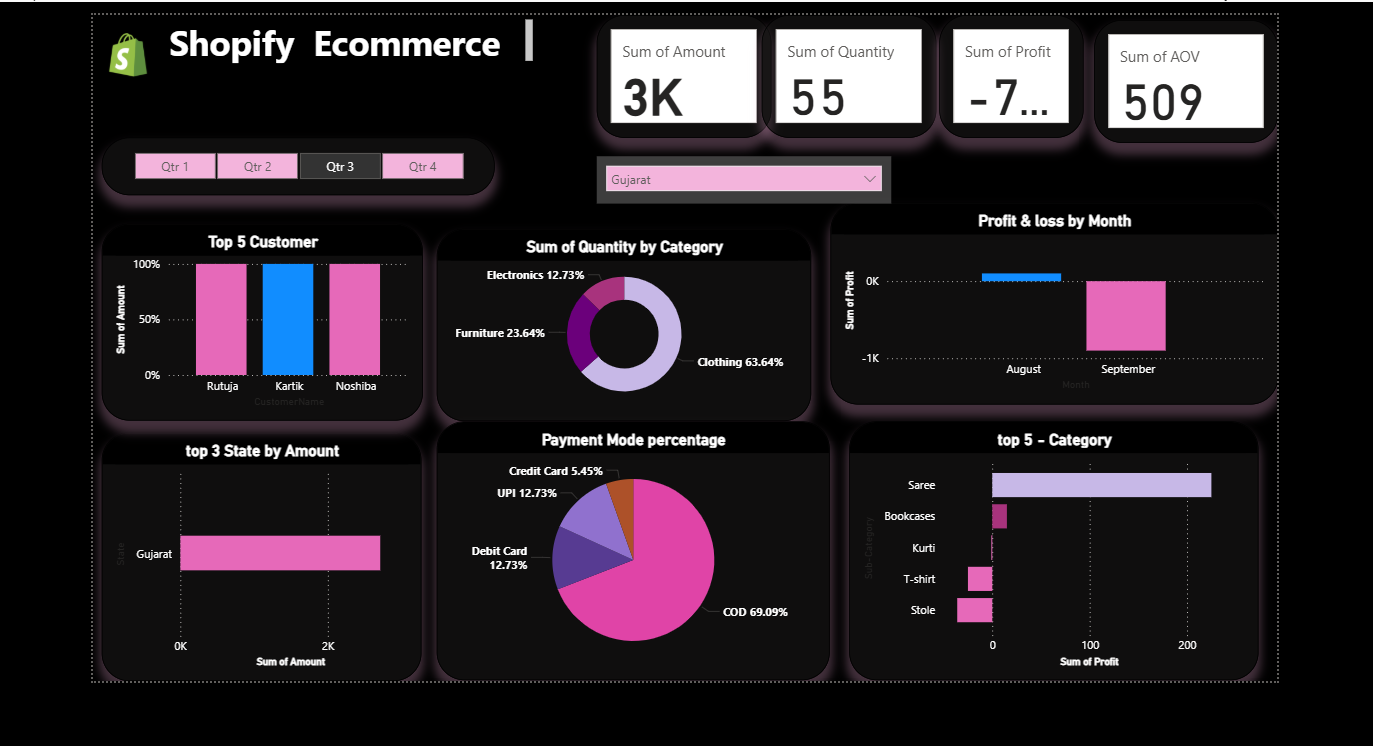 Shopify Ecommerce
Sum of Amount
3K
Sum of Quantity
55
Sum of Profit
-7...
Sum of AOV
509
Qtr 1
Qtr 2
Qtr 3
Qtr 4
Gujarat
Top 5 Customer
100%
50%
0%
Sum of Amount
Rutuja
Kartik
Noshiba
CustomerName
Sum of Quantity by Category
Electronics 12.73%
Furniture 23.64%
Clothing 63.64%
Profit & loss by Month
0K
-1K
Sum of Profit
August
September
Month
top 3 State by Amount
State
Gujarat
0K
2K
Sum of Amount
Payment Mode percentage
Credit Card 5.45%
UPI 12.73%
Debit Card
12.73%
COD 69.09%
top 5 - Category
Sub-Category
Saree
Bookcases
Kurti
T-shirt
Stole
0
100
200
Sum of Profit